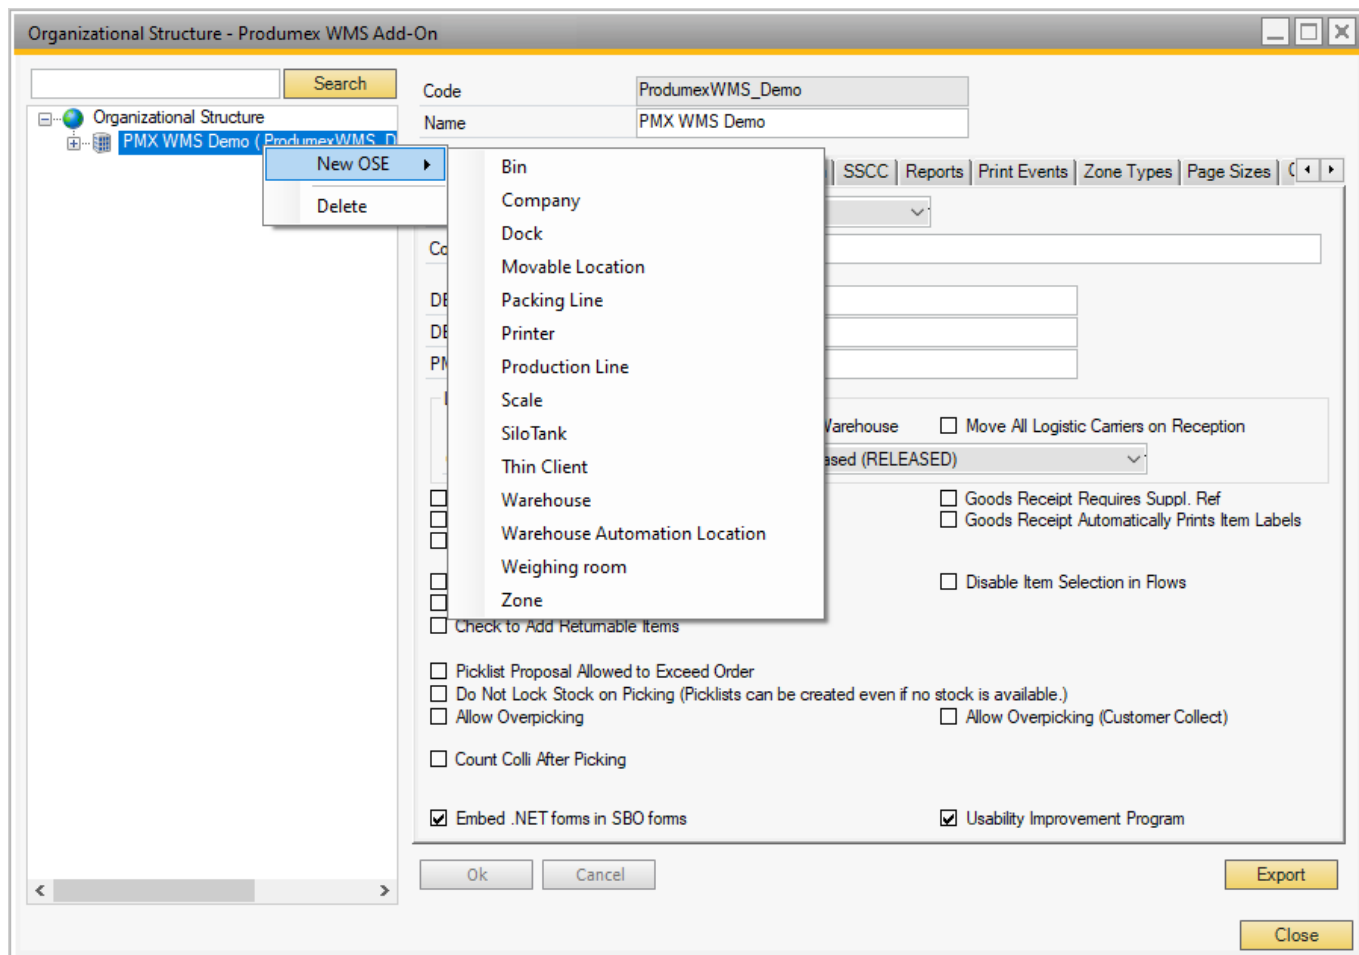 Organizational Structure - Produmex WMS Add-On
Search
Organizational Structure
PMX WMS Demo ( ProdumexWMS_D
New OSE
Delete
Bin
Company
Dock
Movable Location
Packing Line
Printer
Production Line
Scale
SiloTank
Thin Client
Warehouse
Warehouse Automation Location
Weighing room
Zone
Code ProdumexWMS_Demo
Name PMX WMS Demo
SSCC Reports Print Events Zone Types Page Sizes
Co
Move All Logistic Carriers on Reception
(RELEASED)
Goods Receipt Requires Suppl. Ref
Goods Receipt Automatically Prints Item Labels
Disable Item Selection in Flows
Check to Add Returnable Items
Picklist Proposal Allowed to Exceed Order
Do Not Lock Stock on Picking (Picklists can be created even if no stock is available.)
Allow Overpicking Allow Overpicking (Customer Collect)
Count Colli After Picking
Embed .NET forms in SBO forms Usability Improvement Program
Ok Cancel Export
Close